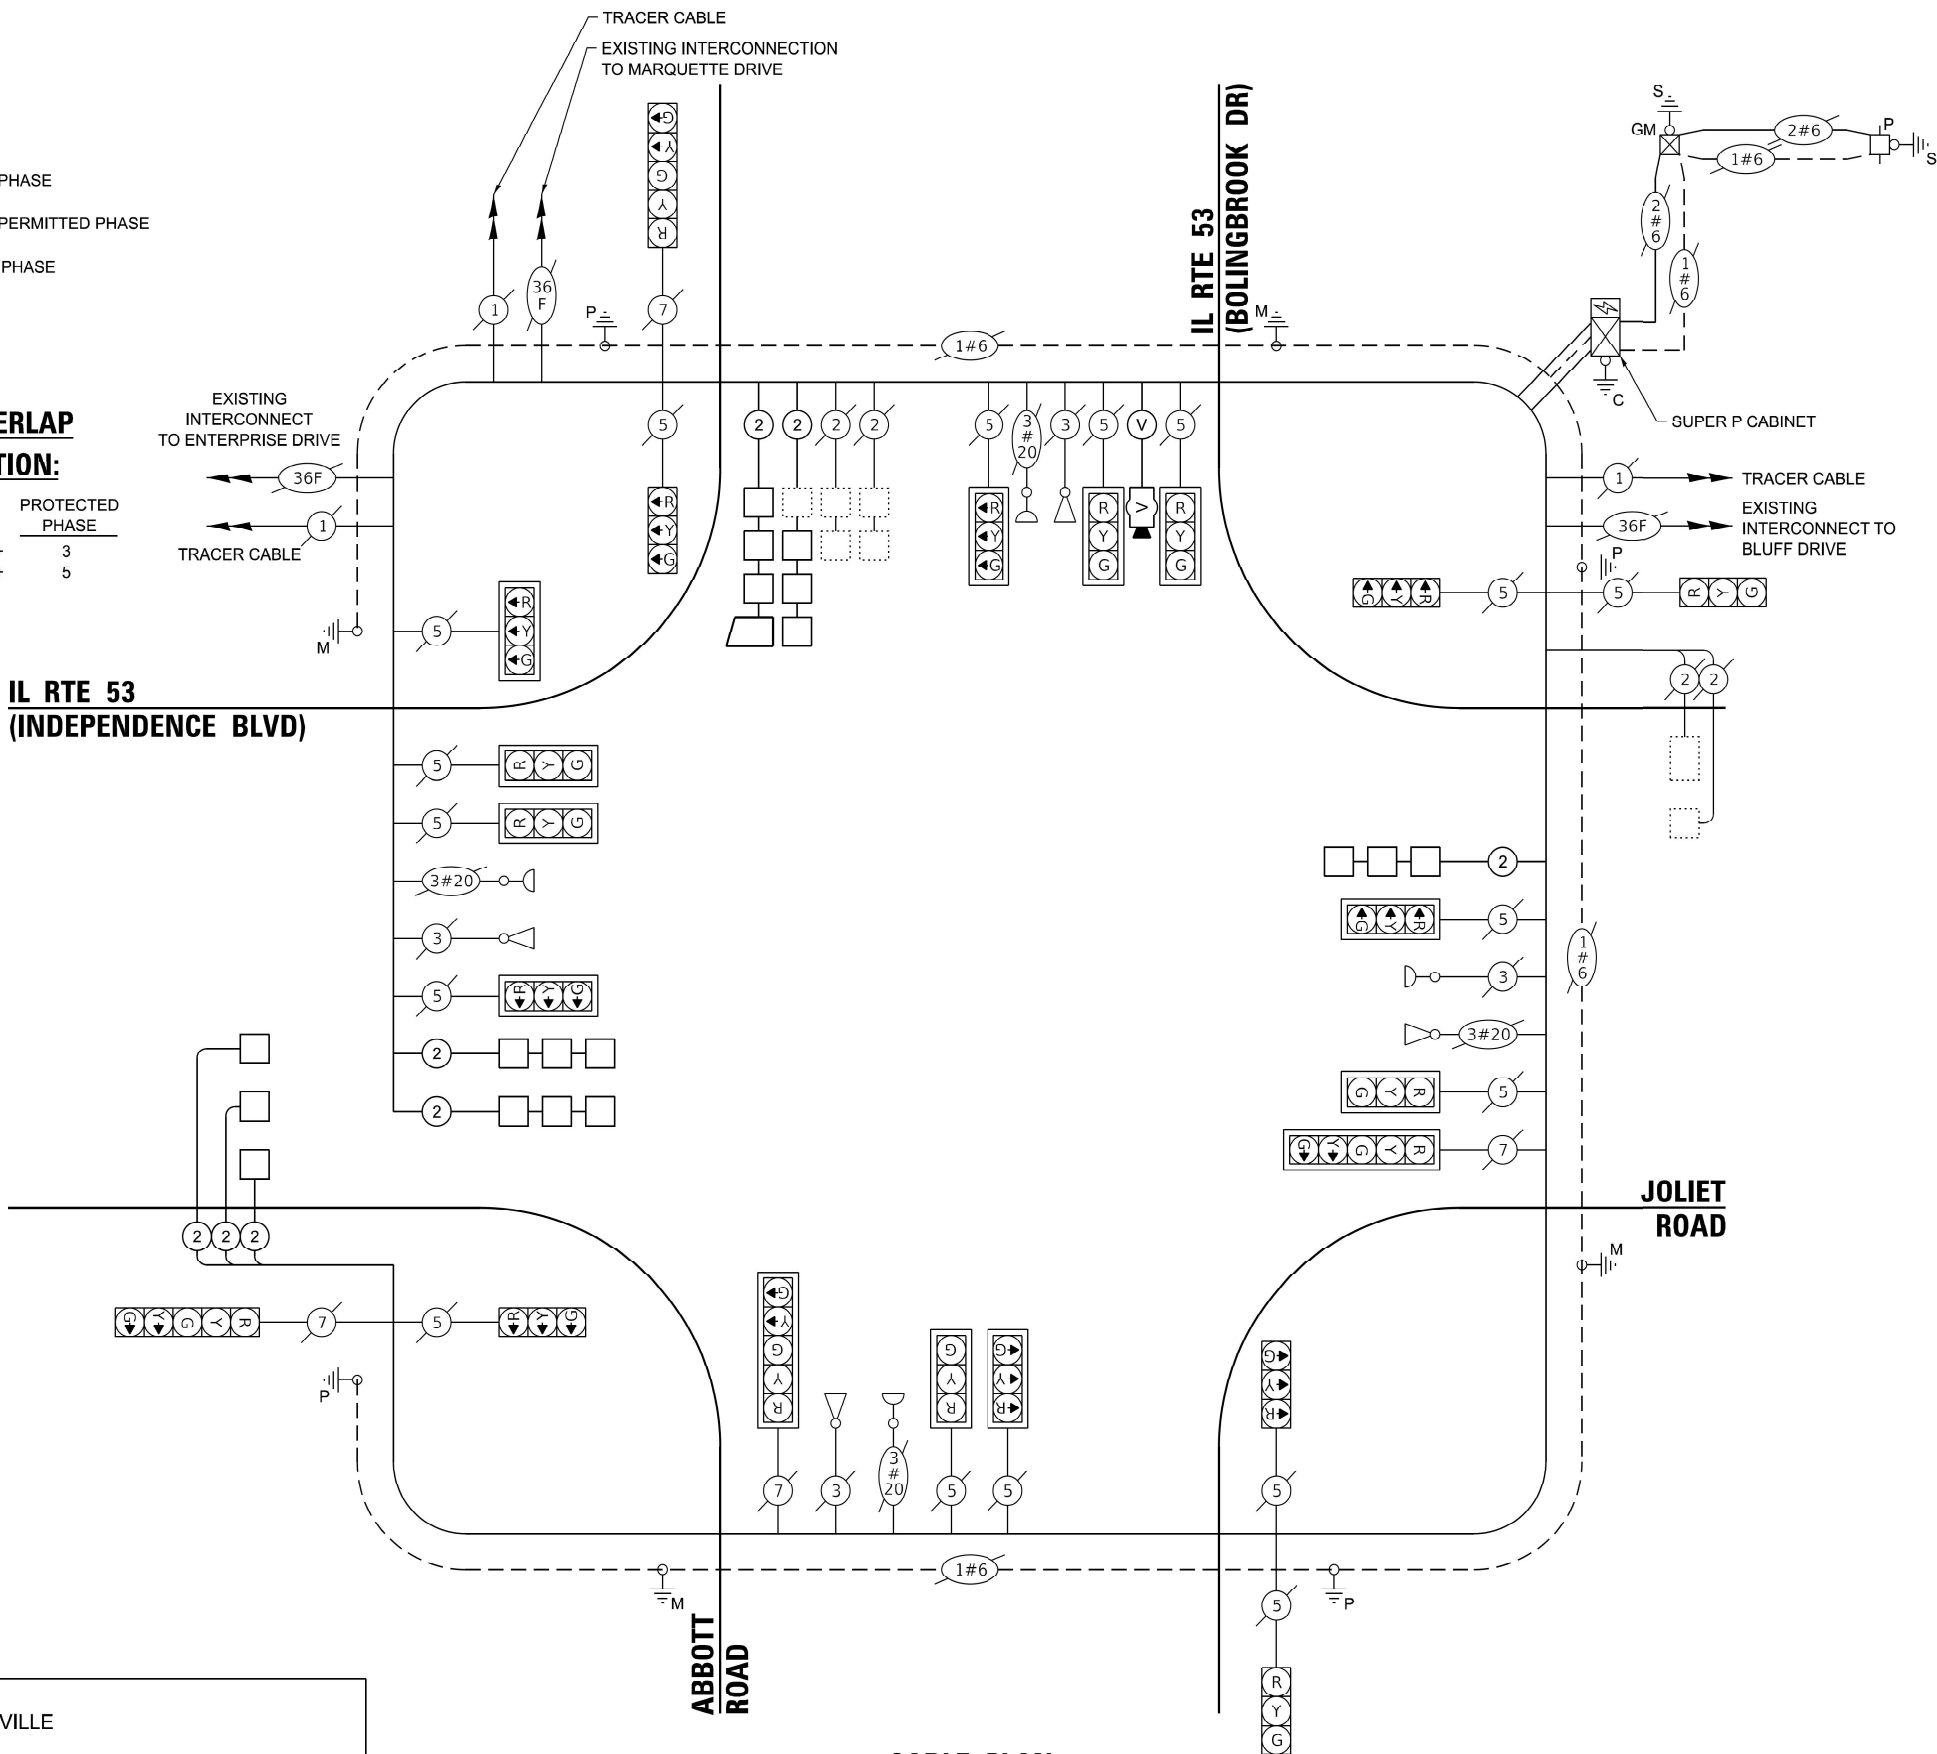 TRACER CABLE
EXISTING INTERCONNECTION
TO MARQUETTE DRIVE
PHASE
PERMITTED PHASE
PHASE
ERLAP
TION:
PROTECTED
PHASE
3
5
EXISTING
INTERCONNECT
TO ENTERPRISE DRIVE
36F
1
TRACER CABLE
1
36
F
P
7
G
Y
G
Y
R
5
R
Y
G
1#6
IL RTE 53
(BOLINGBROOK DR)
M
S
GM
2#6
1#6
P
S
2
#
6
1
#
6
C
SUPER P CABINET
2
2
2
2
5
3
#
20
3
5
V
5
R
Y
G
R
Y
G
V
R
Y
G
1
TRACER CABLE
36F
EXISTING
INTERCONNECT TO
BLUFF DRIVE
P
G Y R
5
5
R Y G
2
2
M
5
R
Y
G
IL RTE 53
(INDEPENDENCE BLVD)
5
R Y G
5
R Y G
3#20
3
5
R Y G
2
2
2
G Y R
5
3
3#20
G Y R
5
G Y G Y R
7
1
#
6
JOLIET
ROAD
M
2
2
2
G Y G Y R
7
5
R Y G
P
G
Y
G
Y
R
7
3
3
#
20
G
Y
R
5
G
Y
R
5
G
Y
R
5
1#6
M
P
5
R
Y
G
ABBOTT
ROAD
VILLE